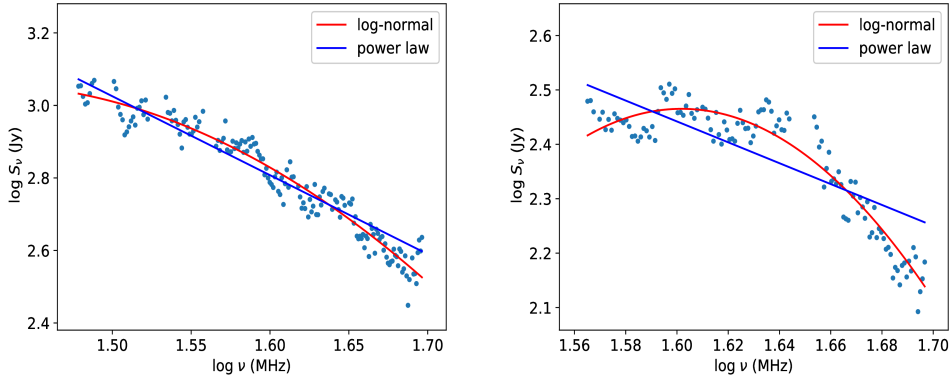 3.2
3.0
2.8
2.6
2.4
log Sν (Jy)
1.50 1.55 1.60 1.65 1.70
log ν (MHz)
log-normal
power law
2.6
2.5
2.4
2.3
2.2
2.1
log Sν (Jy)
1.56 1.58 1.60 1.62 1.64 1.66 1.68 1.70
log ν (MHz)
log-normal
power law